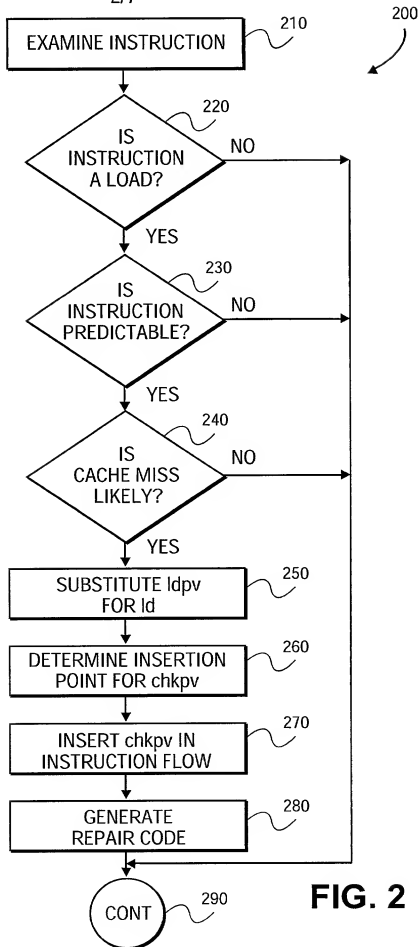 200
EXAMINE INSTRUCTION
210
220
IS
INSTRUCTION
A LOAD?
NO
YES
230
IS
INSTRUCTION
PREDICTABLE?
NO
YES
240
IS
CACHE MISS
LIKELY?
NO
YES
SUBSTITUTE ldpv
FOR ld
250
DETERMINE INSERTION
POINT FOR chkpv
260
INSERT chkpv IN
INSTRUCTION FLOW
270
GENERATE
REPAIR CODE
280
CONT
290
FIG. 2